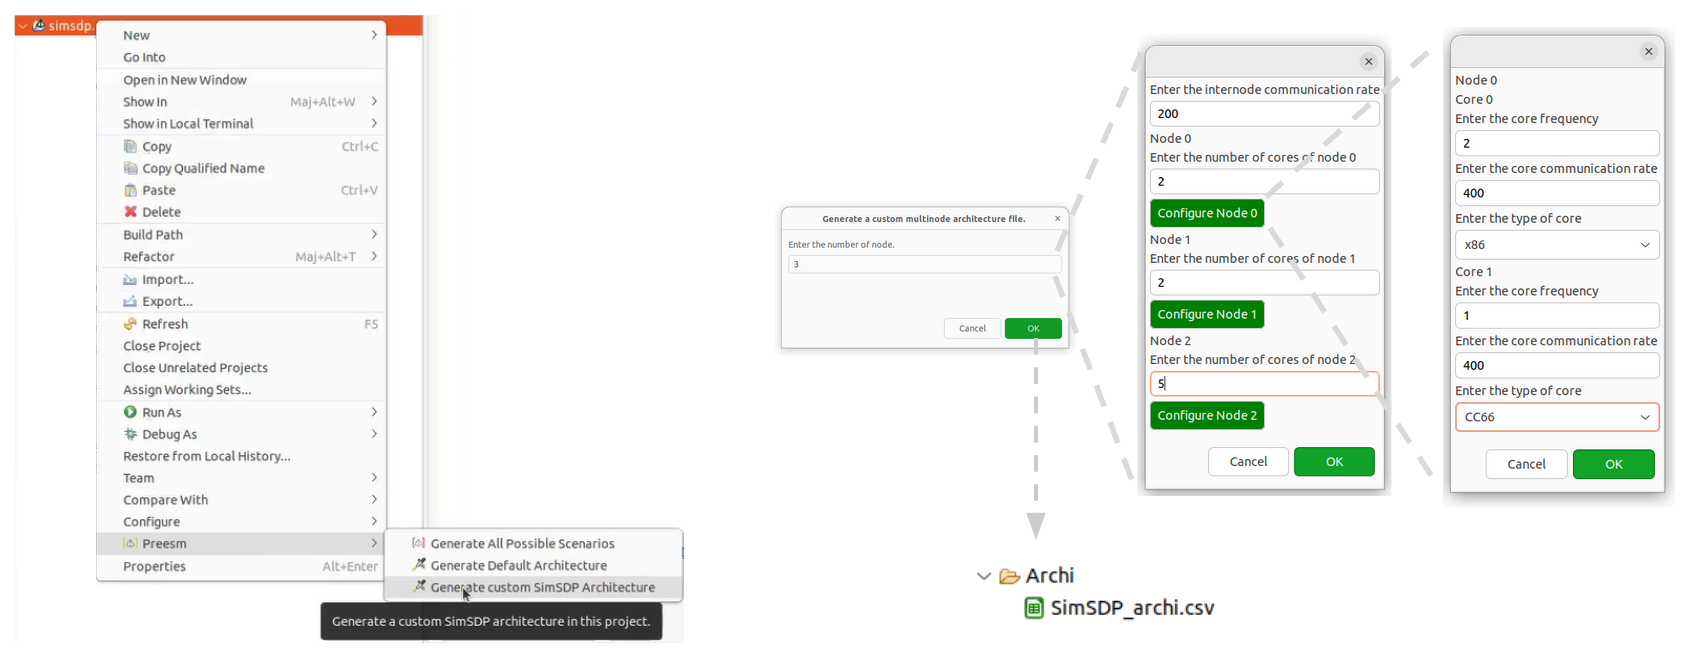 simsdp.
New
Go Into
Open in New Window
Show In Maj+Alt+W
Show in Local Terminal
Copy Ctrl+C
Copy Qualified Name
Paste Ctrl+V
Delete
Build Path
Refactor Maj+Alt+T
Import...
Export...
Refresh F5
Close Project
Close Unrelated Projects
Assign Working Sets...
Run As
Debug As
Restore from Local History...
Team
Compare With
Configure
Preesm
Properties Alt+Enter
Generate All Possible Scenarios
Generate Default Architecture
Generate custom SimSDP Architecture
Generate a custom SimSDP architecture in this project.
Generate a custom multinode architecture file.
Enter the number of node.
3
Cancel OK
Archi
SimSDP_archi.csv
Enter the internode communication rate
200
Node 0
Enter the number of cores of node 0
2
Configure Node 0
Node 1
Enter the number of cores of node 1
2
Configure Node 1
Node 2
Enter the number of cores of node 2
5
Configure Node 2
Cancel OK
Node 0
Core 0
Enter the core frequency
2
Enter the core communication rate
400
Enter the type of core
x86
Core 1
Enter the core frequency
1
Enter the core communication rate
400
Enter the type of core
CC66
Cancel OK